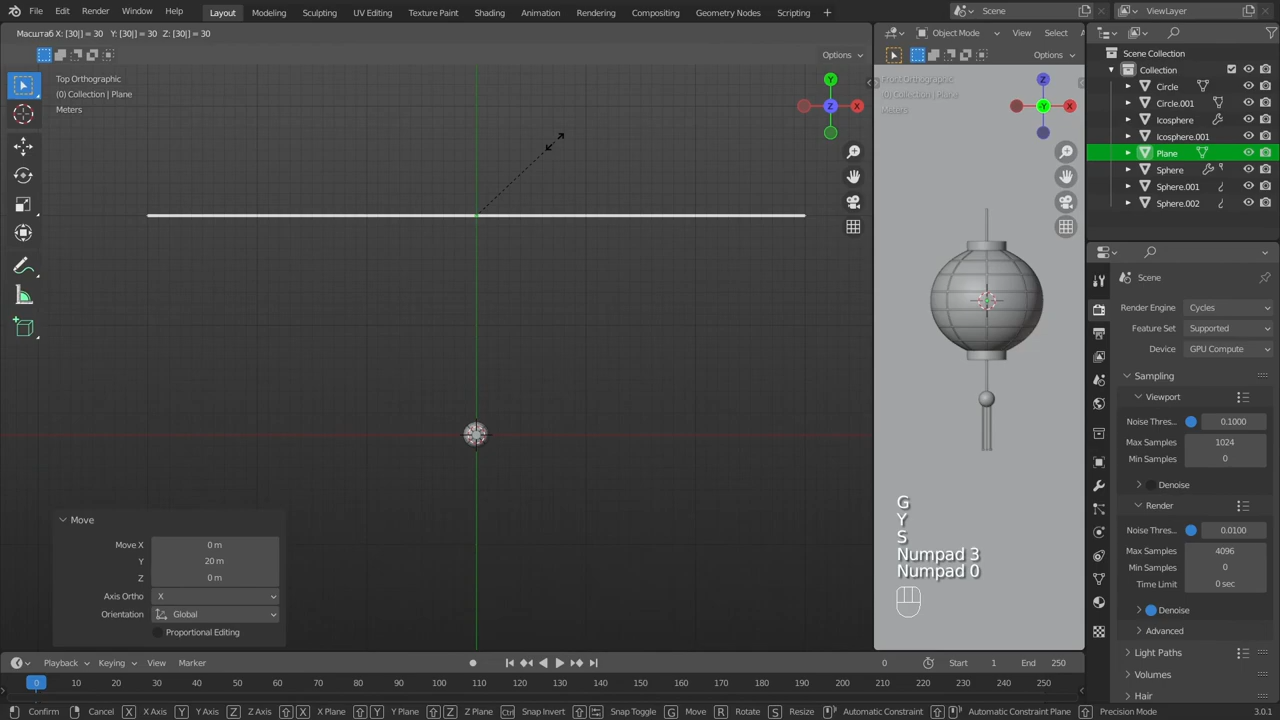 File Edit Render Window Help Layout Modeling Sculpting UV Editing Texture Paint Shading Animation Rendering Compositing Geometry Nodes Scripting + Scene ViewLayer
Масштаб X: [30|] = 30 Y: [30|] = 30 Z: [30|] = 30
Object Mode View Select
Options
Options
Top Orthographic
(0) Collection | Plane
Meters
Front Orthographic
(0) Collection | Plane
Meters
Y
X
Z
Z
X
-Y
Scene Collection
Collection
Circle
Circle.001
Icosphere
Icosphere.001
Plane
Sphere
Sphere.001
Sphere.002
Scene
Render Engine Cycles
Feature Set Supported
Device GPU Compute
Sampling
Viewport
Noise Thres.. 0.1000
Max Samples 1024
Min Samples 0
Denoise
Render
Noise Thres.. 0.0100
Max Samples 4096
Min Samples 0
Time Limit 0 sec
Denoise
Advanced
Light Paths
Volumes
Hair
G
Y
S
Numpad 3
Numpad 0
Move
Move X 0 m
Y 20 m
Z 0 m
Axis Ortho X
Orientation Global
Proportional Editing
Playback Keying View Marker 0 Start 1 End 250
0 10 20 30 40 50 60 70 80 90 100 110 120 130 140 150 160 170 180 190 200 210 220 230 240 250
Confirm Cancel X X Axis Y Y Axis Z Z Axis X X Plane Y Y Plane Z Z Plane Ctrl Snap Invert Snap Toggle G Move R Rotate S Resize Automatic Constraint Automatic Constraint Plane Precision Mode 3.0.1